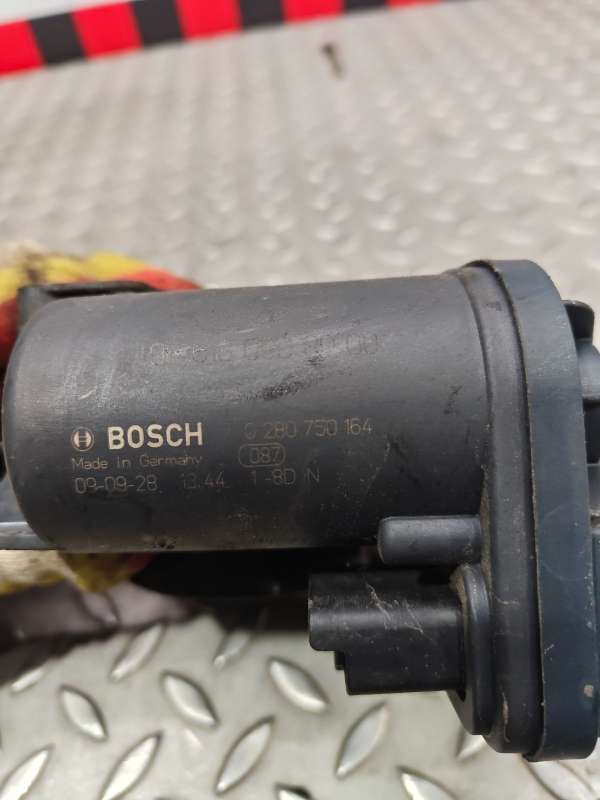 BOSCH 0 280 750 164
Made in Germany 087
09-09-28 13:44 1-8D N